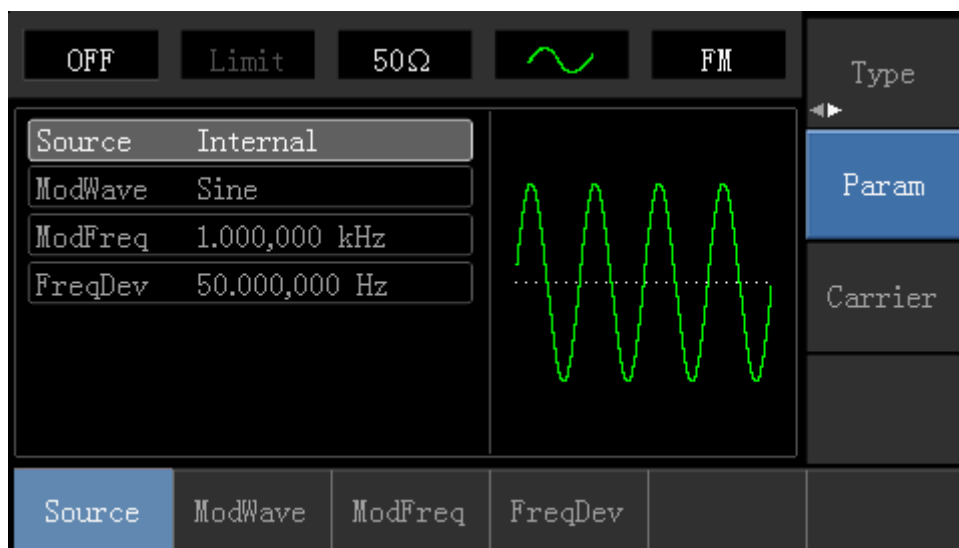 OFF Limit 50Ω FM
Type
Source Internal
ModWave Sine
Param
ModFreq 1.000,000 kHz
FreqDev 50.000,000 Hz
Carrier
Source ModWave ModFreq FreqDev